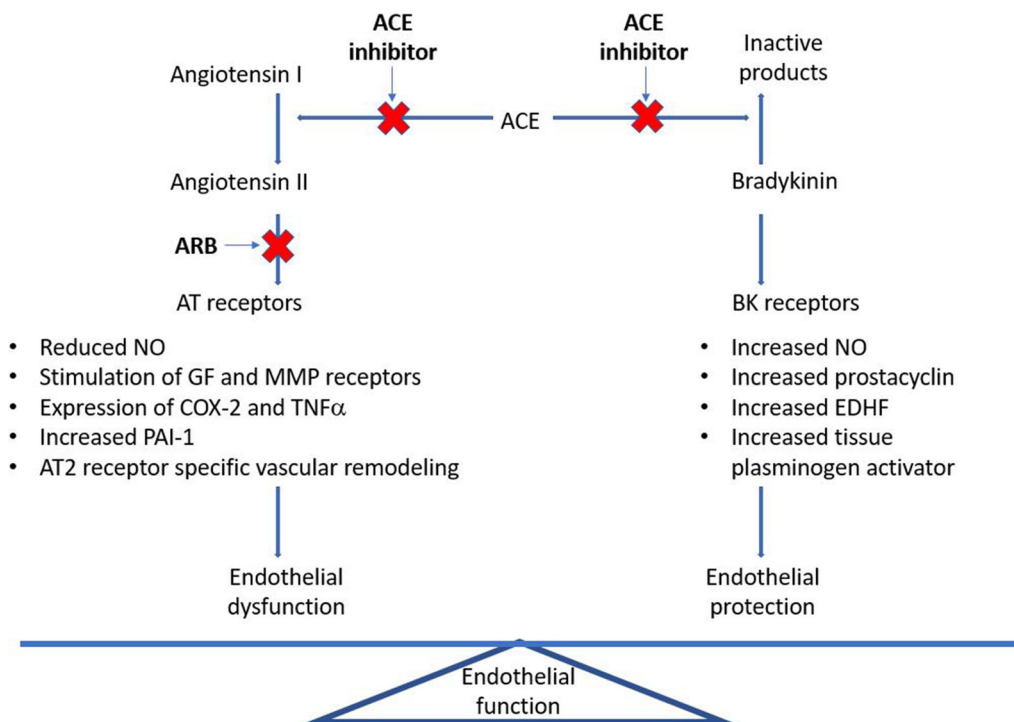 ACE
inhibitor
ACE
inhibitor
Inactive
products
Angiotensin I
ACE
Angiotensin II
Bradykinin
ARB
AT receptors
BK receptors
• Reduced NO
• Stimulation of GF and MMP receptors
• Expression of COX-2 and TNFα
• Increased PAI-1
• AT2 receptor specific vascular remodeling
• Increased NO
• Increased prostacyclin
• Increased EDHF
• Increased tissue
plasminogen activator
Endothelial
dysfunction
Endothelial
protection
Endothelial
function